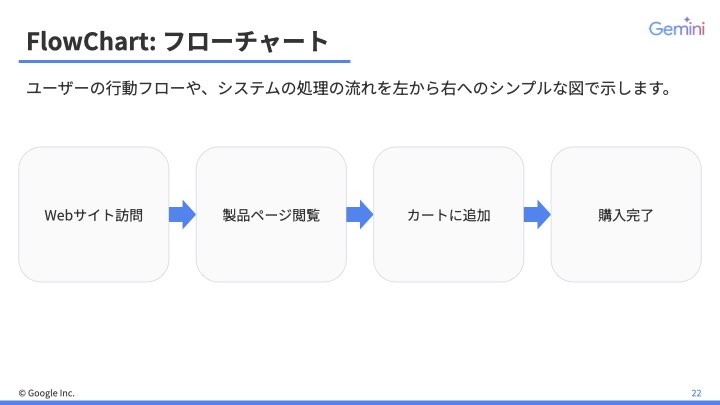 FlowChart: フローチャート
Gemini
ユーザーの行動フローや、システムの処理の流れを左から右へのシンプルな図で示します。
Webサイト訪問
製品ページ閲覧
カートに追加
購入完了
© Google Inc.
22